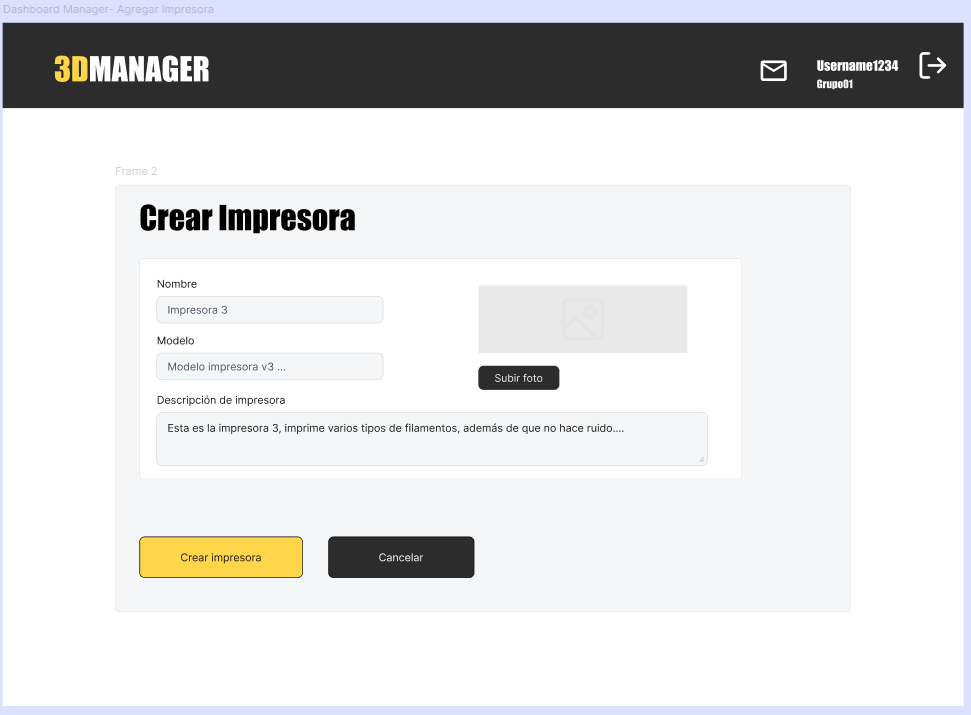 Dashboard Manager- Agregar Impresora
3DMANAGER
Username1234
Grupo01
Frame 2
Crear Impresora
Nombre
Impresora 3
Modelo
Modelo impresora v3 ...
Subir foto
Descripción de impresora
Esta es la impresora 3, imprime varios tipos de filamentos, además de que no hace ruido....
Crear impresora
Cancelar